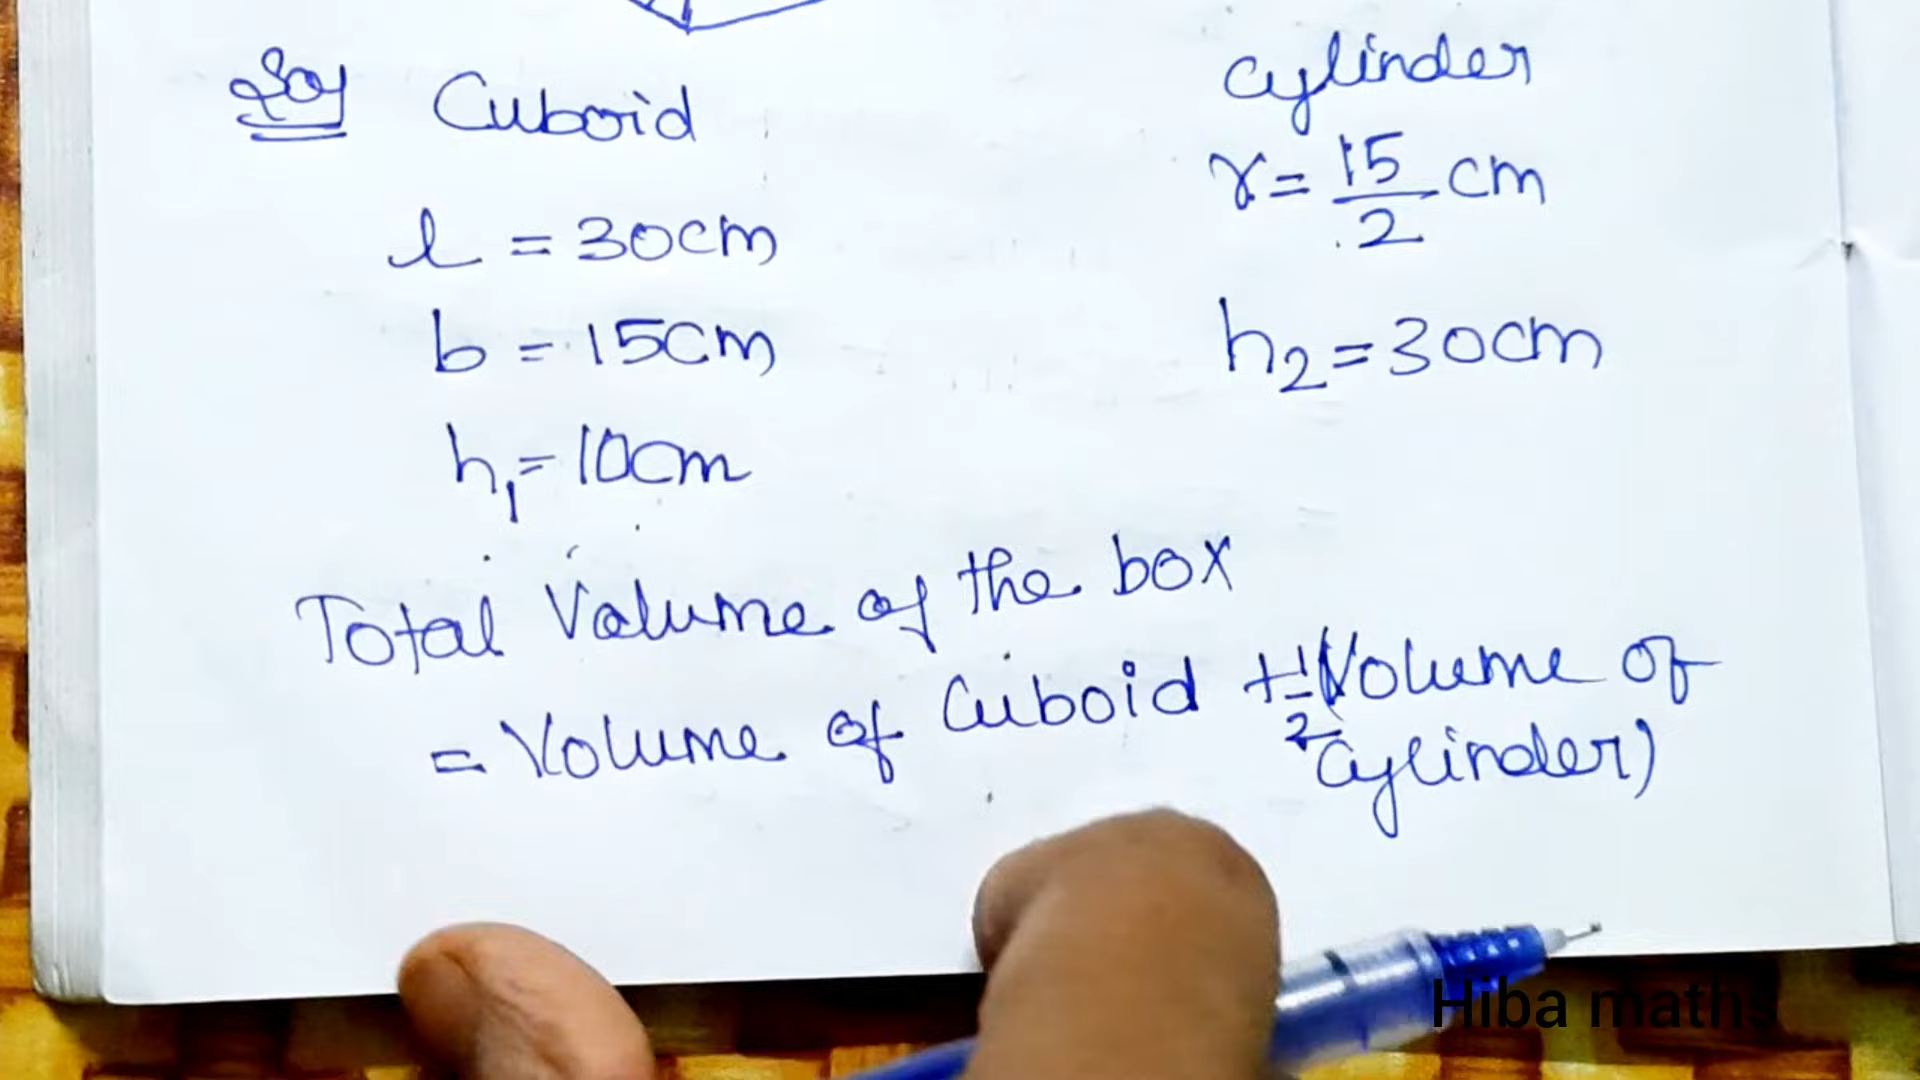 Sol Cuboid
l = 30cm
b = 15cm
h₁ = 10cm
cylinder
r = 15/2 cm
h₂ = 30cm
Total Volume of the box
= Volume of Cuboid + 1/2 (Volume of
Cylinder)
Hiba maths